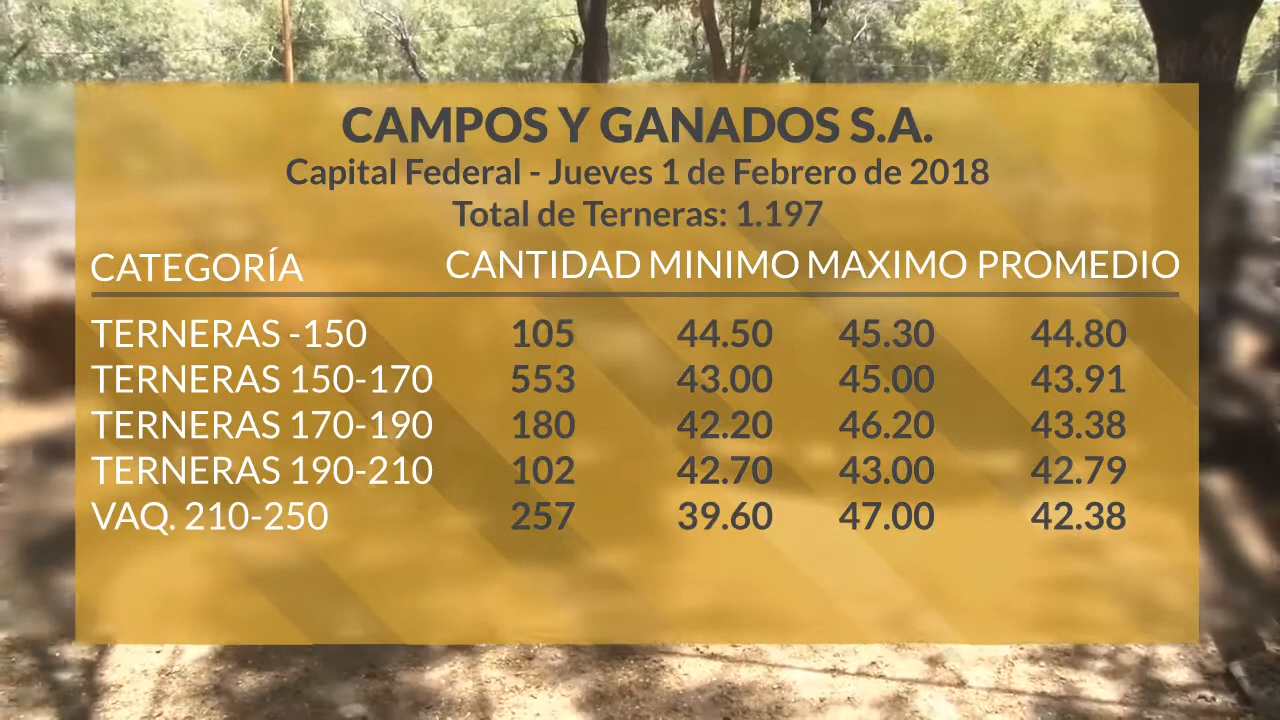 CAMPOS Y GANADOS S.A.
Capital Federal - Jueves 1 de Febrero de 2018
Total de Terneras: 1.197
CATEGORÍA CANTIDAD MINIMO MAXIMO PROMEDIO
TERNERAS -150 105 44.50 45.30 44.80
TERNERAS 150-170 553 43.00 45.00 43.91
TERNERAS 170-190 180 42.20 46.20 43.38
TERNERAS 190-210 102 42.70 43.00 42.79
VAQ. 210-250 257 39.60 47.00 42.38